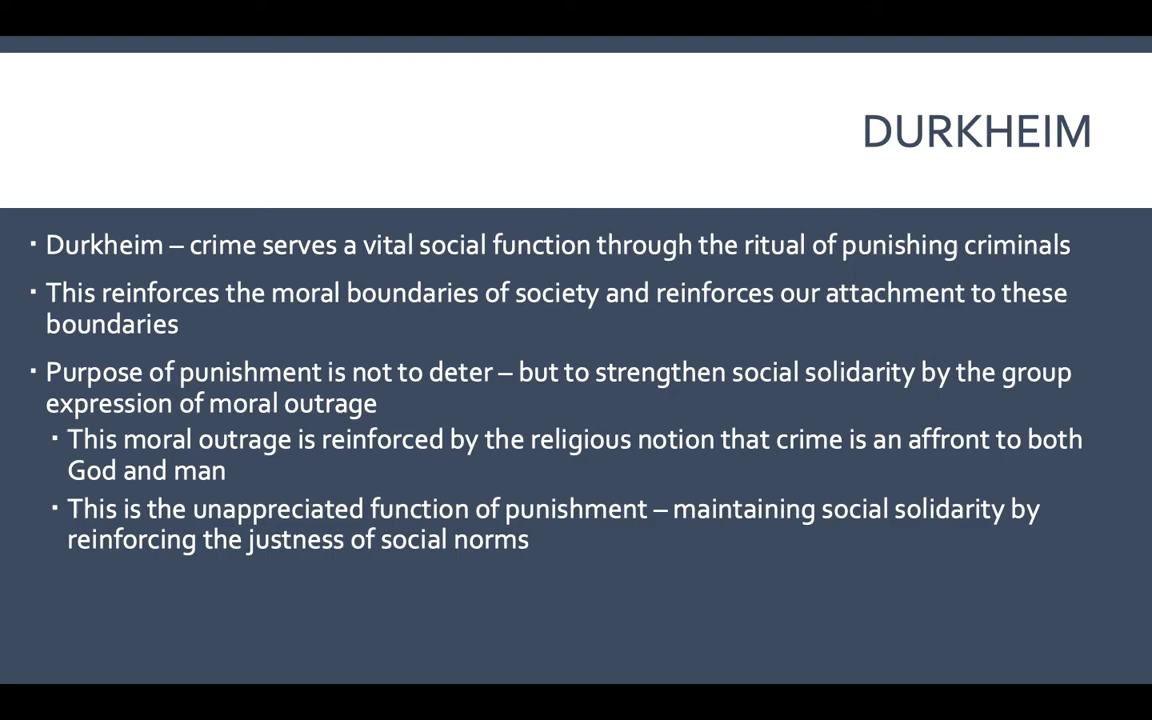 DURKHEIM
▪ Durkheim – crime serves a vital social function through the ritual of punishing criminals
▪ This reinforces the moral boundaries of society and reinforces our attachment to these
boundaries
▪ Purpose of punishment is not to deter – but to strengthen social solidarity by the group
expression of moral outrage
▪ This moral outrage is reinforced by the religious notion that crime is an affront to both
God and man
▪ This is the unappreciated function of punishment – maintaining social solidarity by
reinforcing the justness of social norms